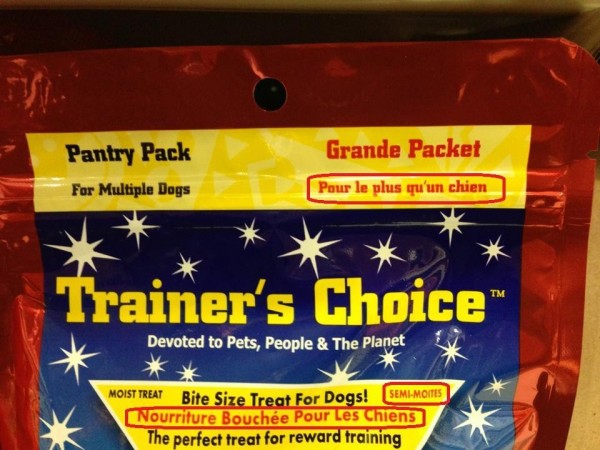 Pantry Pack
Grande Packet
For Multiple Dogs
Pour le plus qu'un chien
Trainer's Choice™
Devoted to Pets, People & The Planet
MOIST TREAT
Bite Size Treat For Dogs!
SEMI-MOITES
Nourriture Bouchée Pour Les Chiens
The perfect treat for reward training